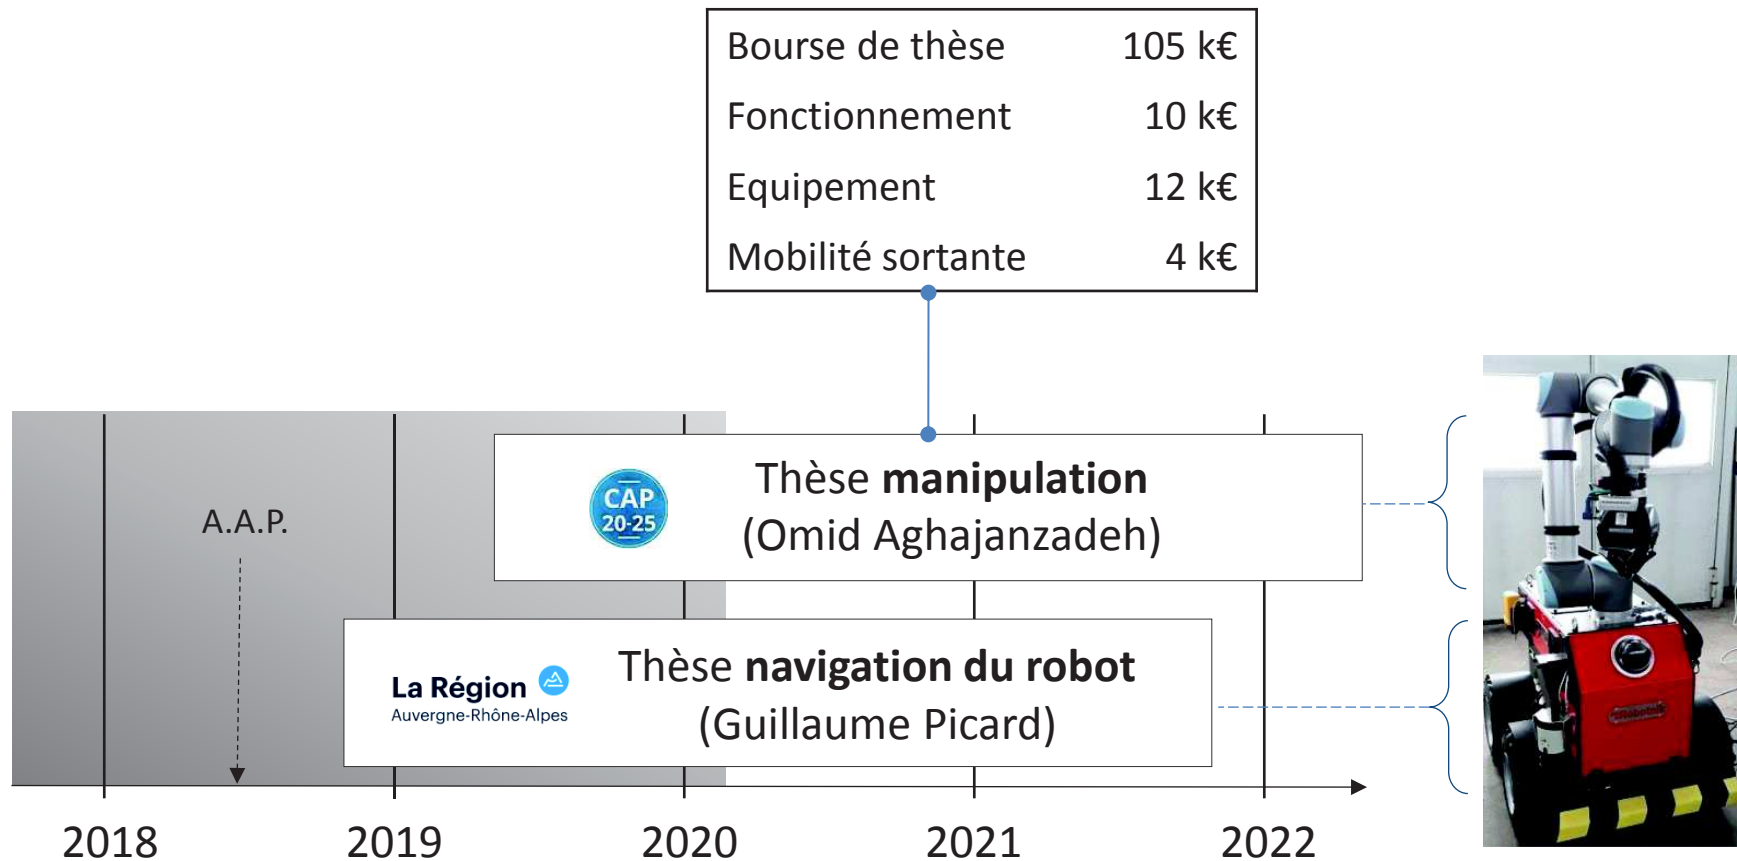 Bourse de thèse 105 k€
Fonctionnement 10 k€
Equipement 12 k€
Mobilité sortante 4 k€
CAP
20-25
Thèse manipulation
(Omid Aghajanzadeh)
A.A.P.
La Région
Auvergne-Rhône-Alpes
Thèse navigation du robot
(Guillaume Picard)
2018 2019 2020 2021 2022